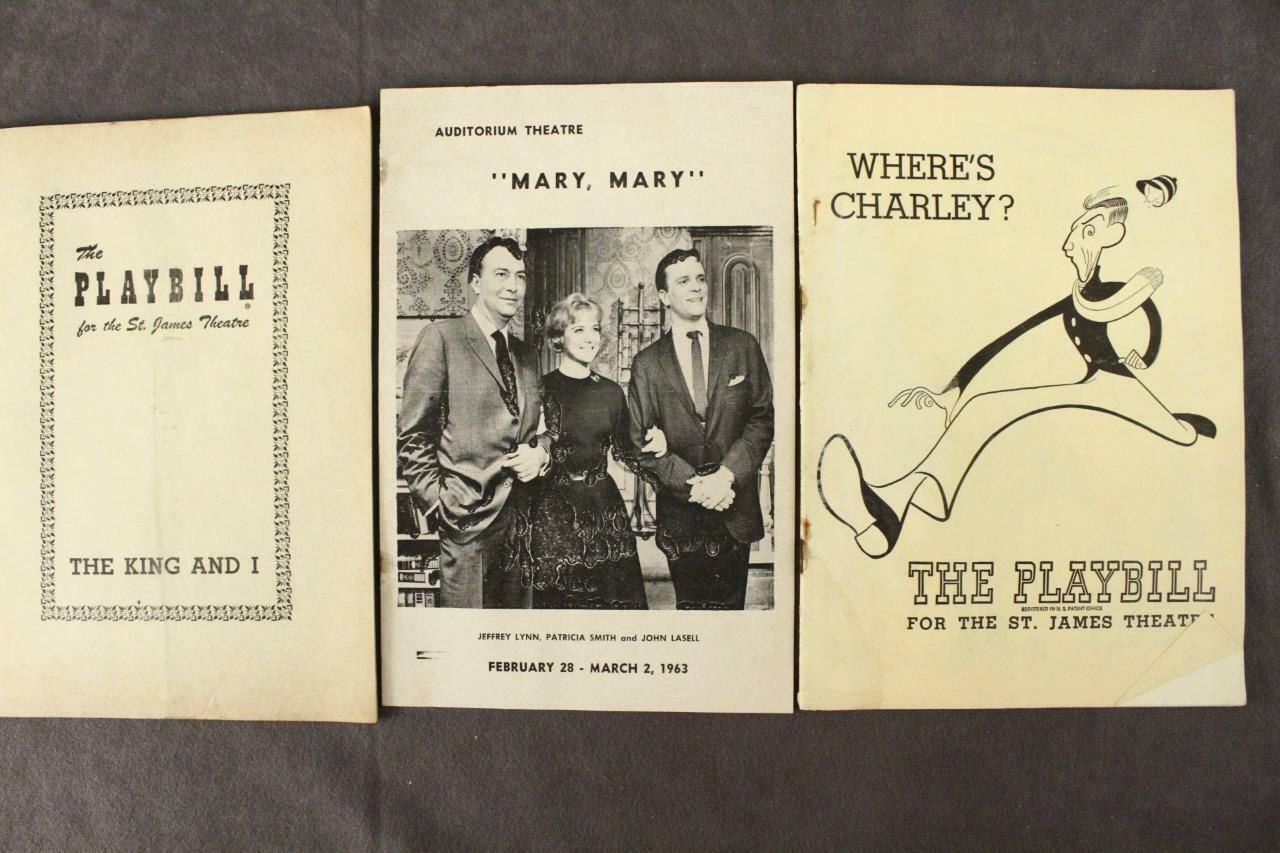 The
PLAYBILL®
for the St. James Theatre
THE KING AND I
AUDITORIUM THEATRE
"MARY, MARY"
JEFFREY LYNN, PATRICIA SMITH and JOHN LASELL
FEBRUARY 28 - MARCH 2, 1963
WHERE'S
CHARLEY?
THE PLAYBILL
REGISTERED IN U.S. PATENT OFFICE
FOR THE ST. JAMES THEATR